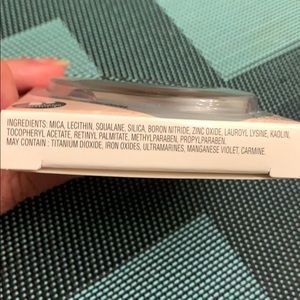 INGREDIENTS: MICA, LECITHIN, SQUALANE, SILICA, BORON NITRIDE, ZINC OXIDE, LAUROYL LYSINE, KAOLIN,
TOCOPHERYL ACETATE, RETINYL PALMITATE, METHYLPARABEN, PROPYLPARABEN.
MAY CONTAIN : TITANIUM DIOXIDE, IRON OXIDES, ULTRAMARINES, MANGANESE VIOLET, CARMINE.